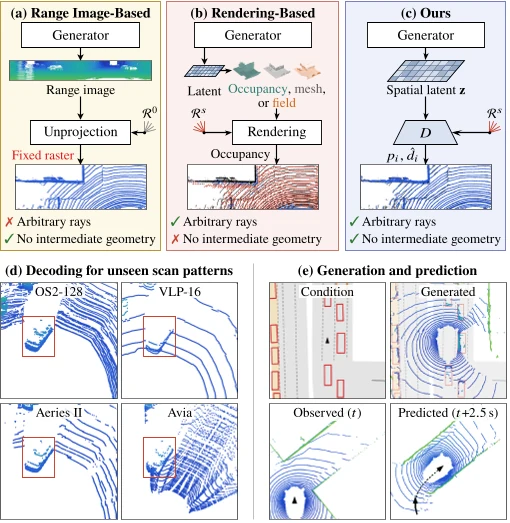 (a) Range Image-Based
Generator
Range image
Unprojection
ℛ⁰
Fixed raster
✗ Arbitrary rays
✓ No intermediate geometry
(b) Rendering-Based
Generator
Latent
Occupancy, mesh,
or field
ℛˢ
Rendering
Occupancy
✓ Arbitrary rays
✗ No intermediate geometry
(c) Ours
Generator
Spatial latent z
ℛˢ
D
pᵢ, d̂ᵢ
✓ Arbitrary rays
✓ No intermediate geometry
(d) Decoding for unseen scan patterns
OS2-128
VLP-16
Aeries II
Avia
(e) Generation and prediction
Condition
Generated
Observed (t)
Predicted (t+2.5 s)